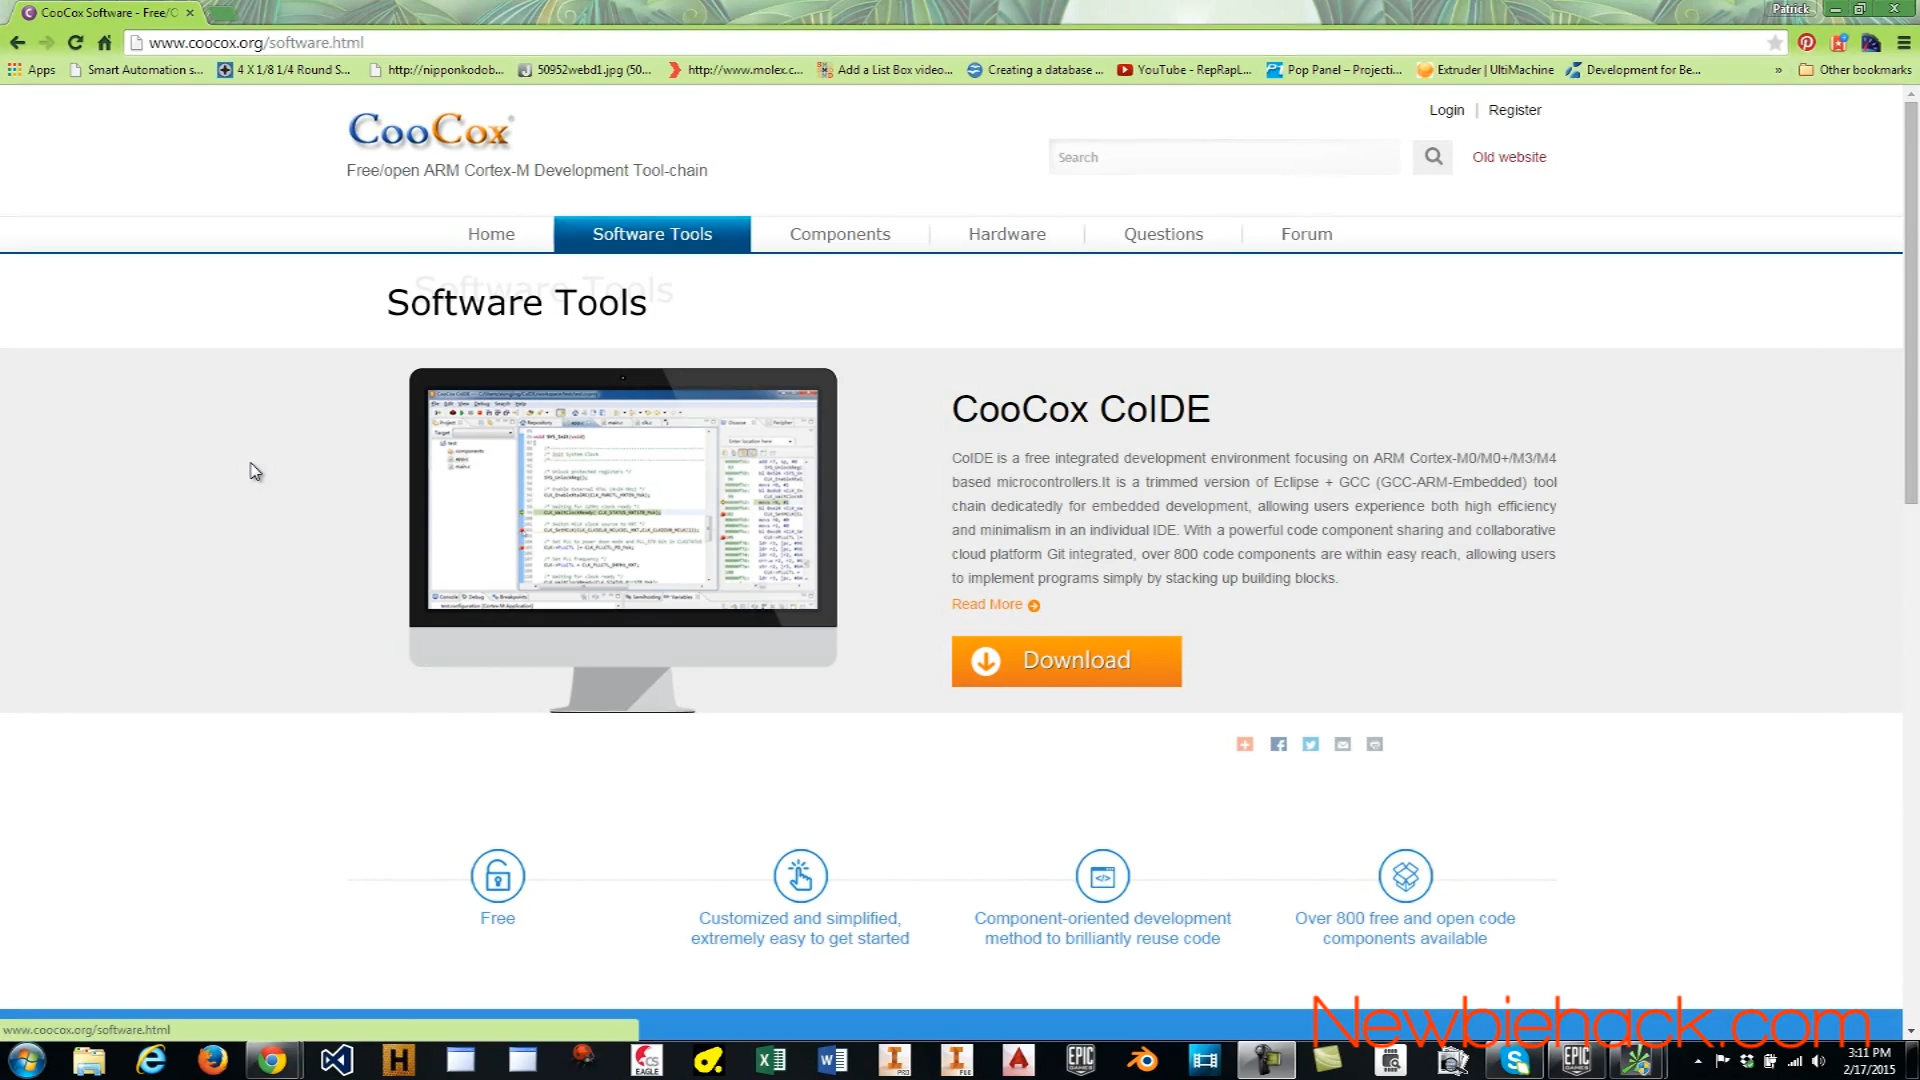 CooCox Software - Free/O
Patrick
www.coocox.org/software.html
Apps
Smart Automation s...
4 X 1/8 1/4 Round S...
http://nipponkodob...
50952webd1.jpg (50...
http://www.molex.c...
Add a List Box video...
Creating a database ...
YouTube - RepRapL...
Pop Panel – Projecti...
Extruder | UltiMachine
Development for Be...
»
Other bookmarks
Login | Register
CooCox
Free/open ARM Cortex-M Development Tool-chain
Search
Old website
Home
Software Tools
Components
Hardware
Questions
Forum
Software Tools
Software Tools
CooCox CoIDE
CoIDE is a free integrated development environment focusing on ARM Cortex-M0/M0+/M3/M4
based microcontrollers.It is a trimmed version of Eclipse + GCC (GCC-ARM-Embedded) tool
chain dedicatedly for embedded development, allowing users experience both high efficiency
and minimalism in an individual IDE. With a powerful code component sharing and collaborative
cloud platform Git integrated, over 800 code components are within easy reach, allowing users
to implement programs simply by stacking up building blocks.
Read More
Download
Free
Customized and simplified,
extremely easy to get started
Component-oriented development
method to brilliantly reuse code
Over 800 free and open code
components available
Newbiehack.com
www.coocox.org/software.html
EAGLE
EPIC
GAMES
EPIC
GAMES
3:11 PM
2/17/2015